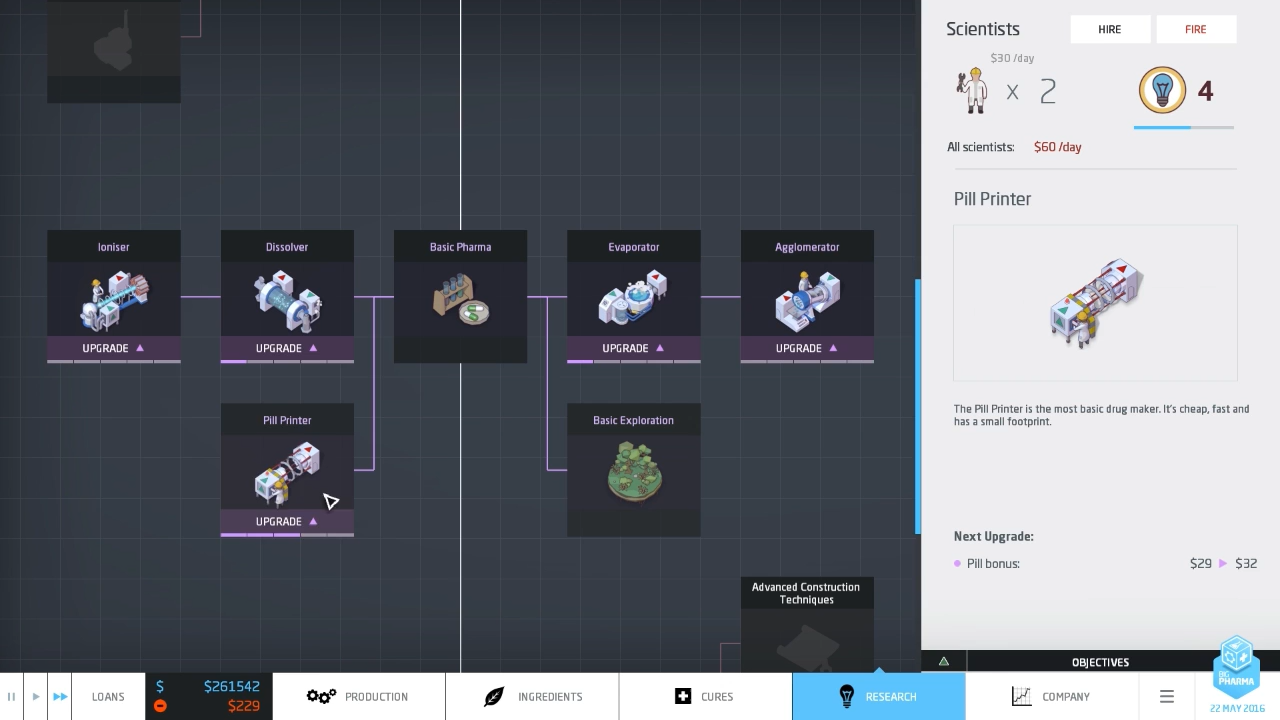 Scientists
HIRE
FIRE
$30 /day
X 2
4
All scientists: $60 /day
Pill Printer
Ioniser
Dissolver
Basic Pharma
Evaporator
Agglomerator
UPGRADE
UPGRADE
UPGRADE
UPGRADE
Pill Printer
Basic Exploration
UPGRADE
The Pill Printer is the most basic drug maker. It's cheap, fast and
has a small footprint.
Next Upgrade:
Pill bonus: $29 $32
Advanced Construction
Techniques
OBJECTIVES
LOANS
$ $261542
$229
PRODUCTION
INGREDIENTS
CURES
RESEARCH
COMPANY
BIG
PHARMA
22 MAY 2016